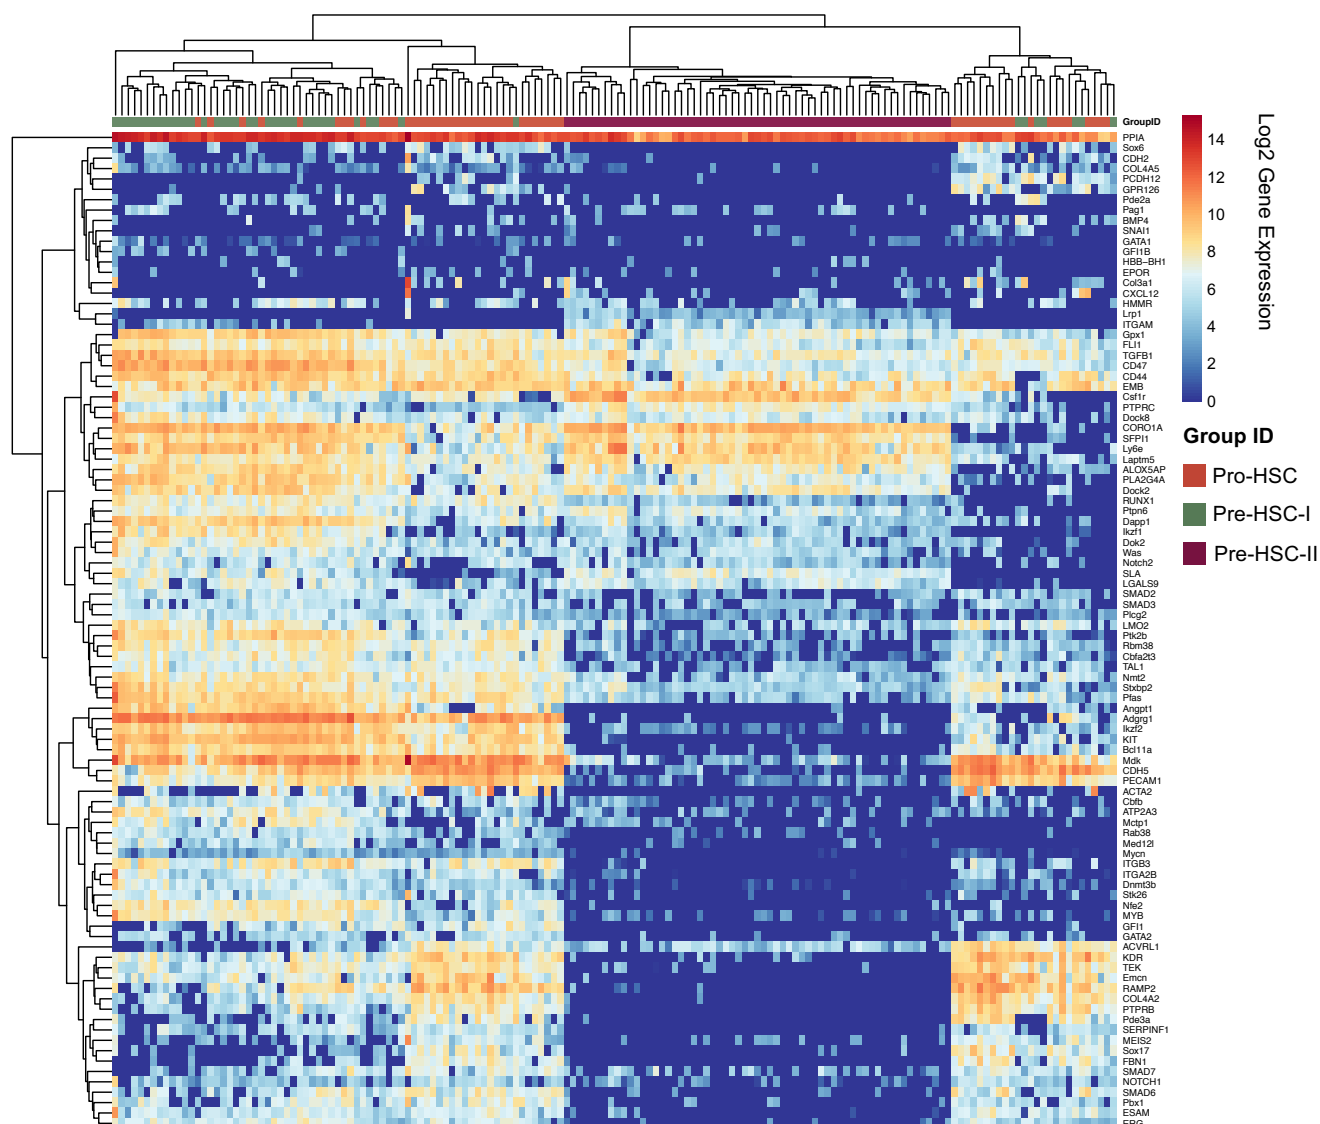 GroupID
PPIA
Sox6
CDH2
COL4A5
PCDH12
GPR126
Pde2a
Pag1
BMP4
SNAI1
GATA1
GFI1B
HBB−BH1
EPOR
Col3a1
CXCL12
HMMR
Lrp1
ITGAM
Gpx1
FLI1
TGFB1
CD47
CD44
EMB
Csf1r
PTPRC
Dock8
CORO1A
SFPI1
Ly6e
Laptm5
ALOX5AP
PLA2G4A
Dock2
RUNX1
Ptpn6
Dapp1
Ikzf1
Dok2
Was
Notch2
SLA
LGALS9
SMAD2
SMAD3
Plcg2
LMO2
Ptk2b
Rbm38
Cbfa2t3
TAL1
Nmt2
Stxbp2
Pfas
Angpt1
Adgrg1
Ikzf2
KIT
Bcl11a
Mdk
CDH5
PECAM1
ACTA2
Cbfb
ATP2A3
Mctp1
Rab38
Med12l
Mycn
ITGB3
ITGA2B
Dnmt3b
Stk26
Nfe2
MYB
GFI1
GATA2
ACVRL1
KDR
TEK
Emcn
RAMP2
COL4A2
PTPRB
Pde3a
SERPINF1
MEIS2
Sox17
FBN1
SMAD7
NOTCH1
SMAD6
Pbx1
ESAM
ERG
14
12
10
8
6
4
2
0
Log2 Gene Expression
Group ID
Pro-HSC
Pre-HSC-I
Pre-HSC-II